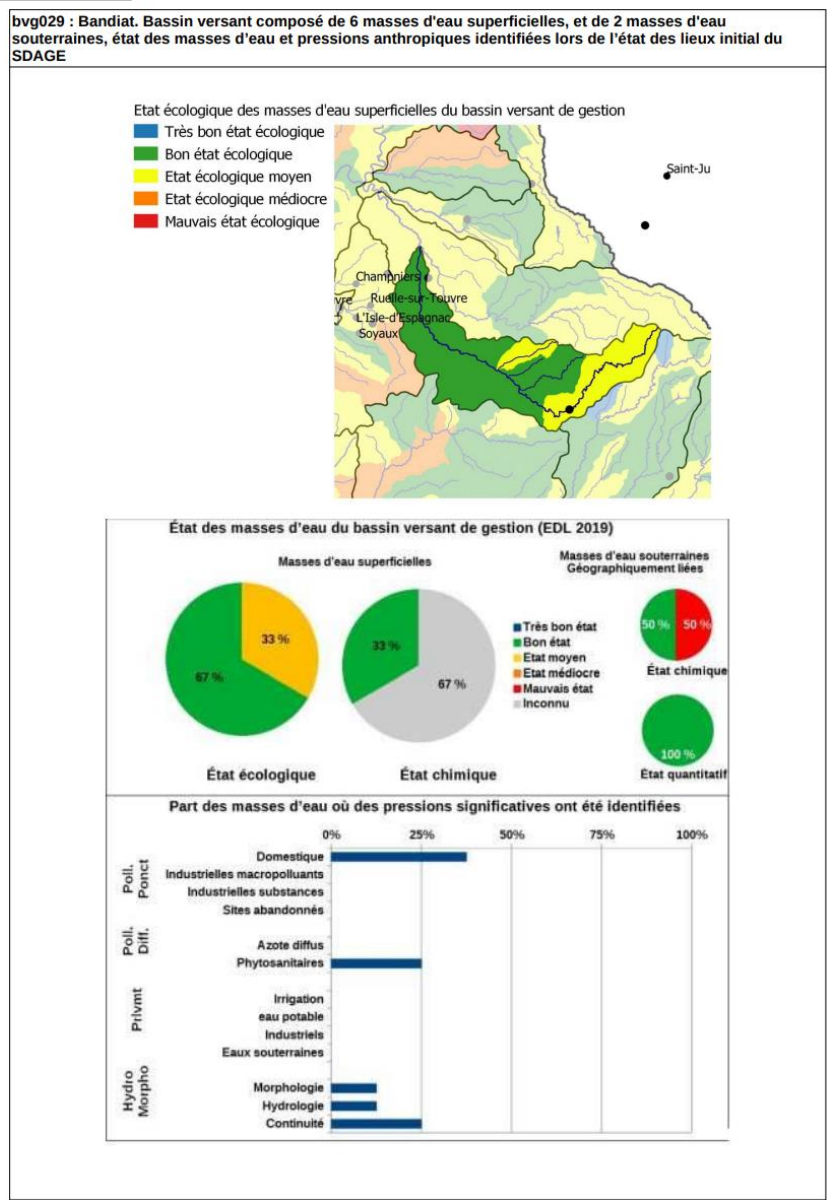 bvg029 : Bandiat. Bassin versant composé de 6 masses d'eau superficielles, et de 2 masses d'eau
souterraines, état des masses d’eau et pressions anthropiques identifiées lors de l’état des lieux initial du
SDAGE
Etat écologique des masses d'eau superficielles du bassin versant de gestion
Très bon état écologique
Bon état écologique
Etat écologique moyen
Etat écologique médiocre
Mauvais état écologique
Saint-Ju
Champniers
vre
Ruelle-sur-Touvre
L'Isle-d'Espagnac
Soyaux
État des masses d’eau du bassin versant de gestion (EDL 2019)
Masses d’eau superficielles
Masses d’eau souterraines
Géographiquement liées
33 %
67 %
33 %
67 %
Très bon état
Bon état
Etat moyen
Etat médiocre
Mauvais état
Inconnu
50 %
50 %
État chimique
100 %
État quantitatif
État écologique
État chimique
Part des masses d’eau où des pressions significatives ont été identifiées
0%
25%
50%
75%
100%
Poll.
Ponct
Domestique
Industrielles macropolluants
Industrielles substances
Sites abandonnés
Poll.
Diff.
Azote diffus
Phytosanitaires
Prlvmt
Irrigation
eau potable
Industriels
Eaux souterraines
Hydro
Morpho
Morphologie
Hydrologie
Continuité